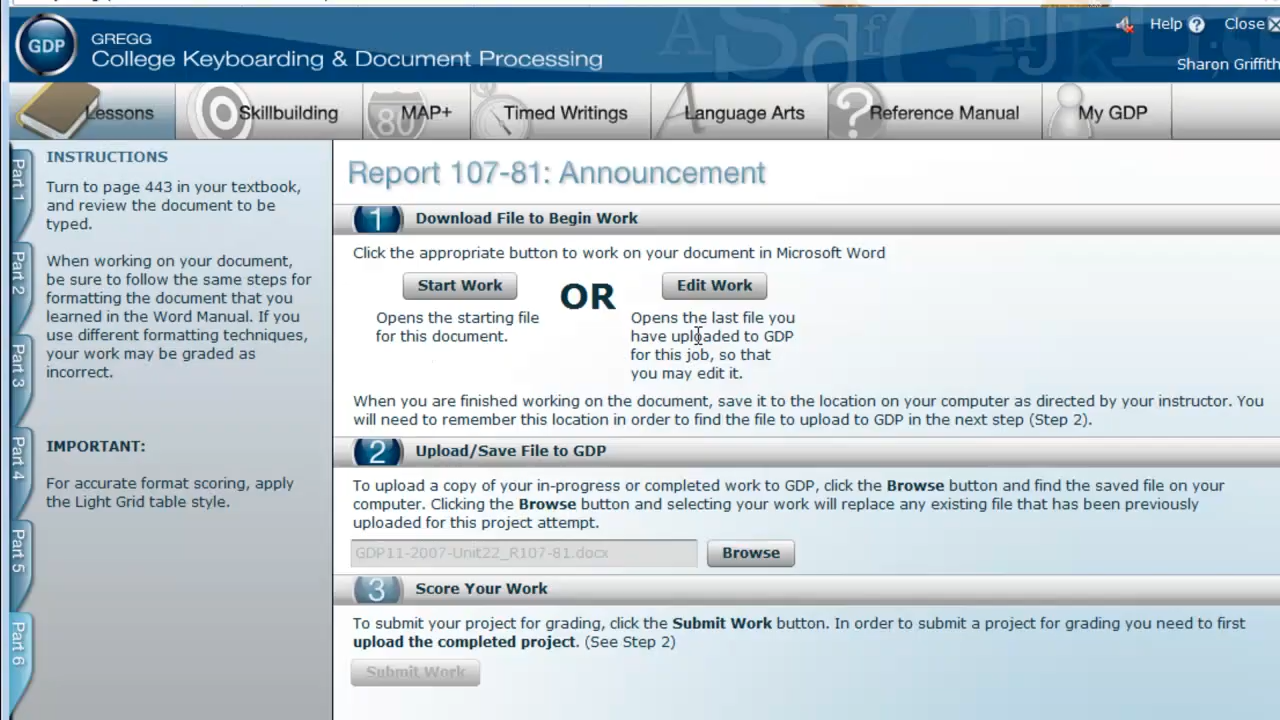 Help ? Close
GDP
GREGG
College Keyboarding & Document Processing
Sharon Griffith
Lessons
Skillbuilding
MAP+
Timed Writings
Language Arts
Reference Manual
My GDP
Part 1
Part 2
Part 3
Part 4
Part 5
Part 6
INSTRUCTIONS
Turn to page 443 in your textbook,
and review the document to be
typed.
When working on your document,
be sure to follow the same steps for
formatting the document that you
learned in the Word Manual. If you
use different formatting techniques,
your work may be graded as
incorrect.
IMPORTANT:
For accurate format scoring, apply
the Light Grid table style.
Report 107-81: Announcement
1 Download File to Begin Work
Click the appropriate button to work on your document in Microsoft Word
Start Work
OR
Edit Work
Opens the starting file
for this document.
Opens the last file you
have uploaded to GDP
for this job, so that
you may edit it.
When you are finished working on the document, save it to the location on your computer as directed by your instructor. You
will need to remember this location in order to find the file to upload to GDP in the next step (Step 2).
2 Upload/Save File to GDP
To upload a copy of your in-progress or completed work to GDP, click the Browse button and find the saved file on your
computer. Clicking the Browse button and selecting your work will replace any existing file that has been previously
uploaded for this project attempt.
GDP11-2007-Unit22_R107-81.docx
Browse
3 Score Your Work
To submit your project for grading, click the Submit Work button. In order to submit a project for grading you need to first
upload the completed project. (See Step 2)
Submit Work